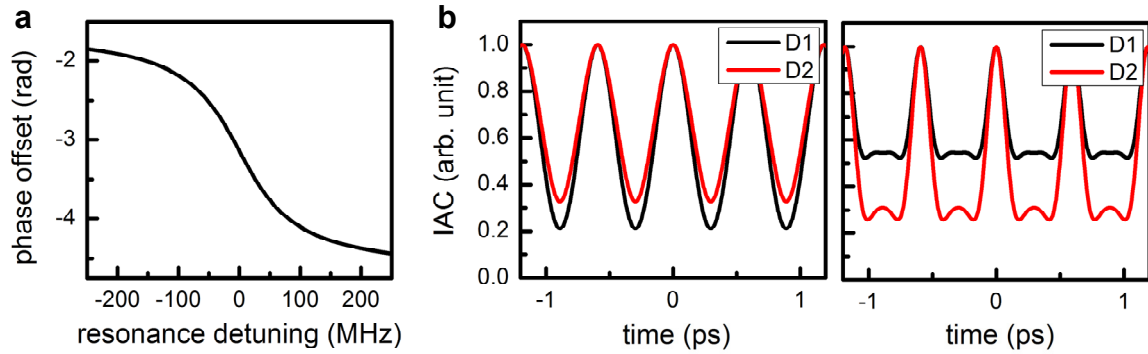 a
phase offset (rad)
-2
-3
-4
-200 -100 0 100 200
resonance detuning (MHz)
b
IAC (arb. unit)
1.0
0.8
0.6
0.4
0.2
0.0
D1
D2
-1 0 1
time (ps)
D1
D2
-1 0 1
time (ps)